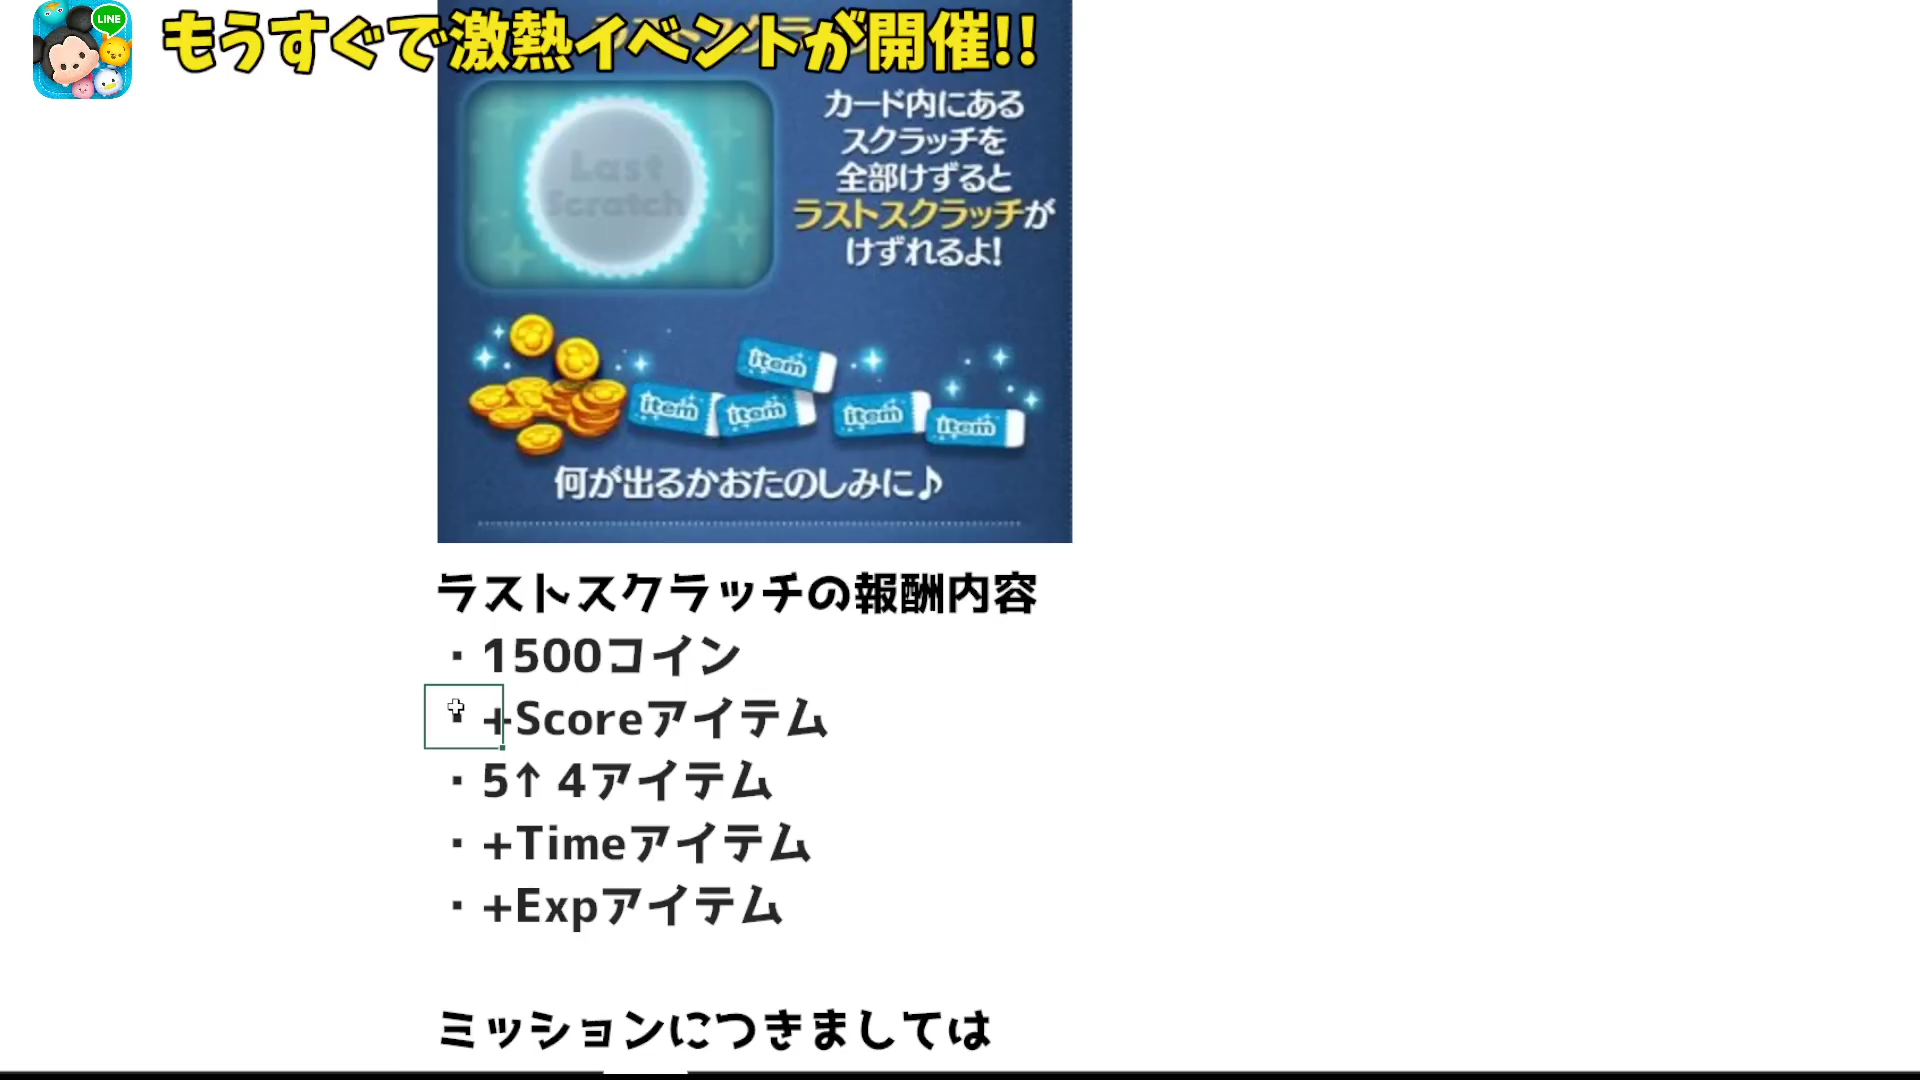 LINE
もうすぐで激熱イベントが開催!!
カード内にある
スクラッチを
全部けずると
ラストスクラッチが
けずれるよ!
Last
Scratch
item
item
item
item
item
何が出るかおたのしみに♪
ラストスクラッチの報酬内容
・1500コイン
・+Scoreアイテム
・5↑4アイテム
・+Timeアイテム
・+Expアイテム
ミッションにつきましては